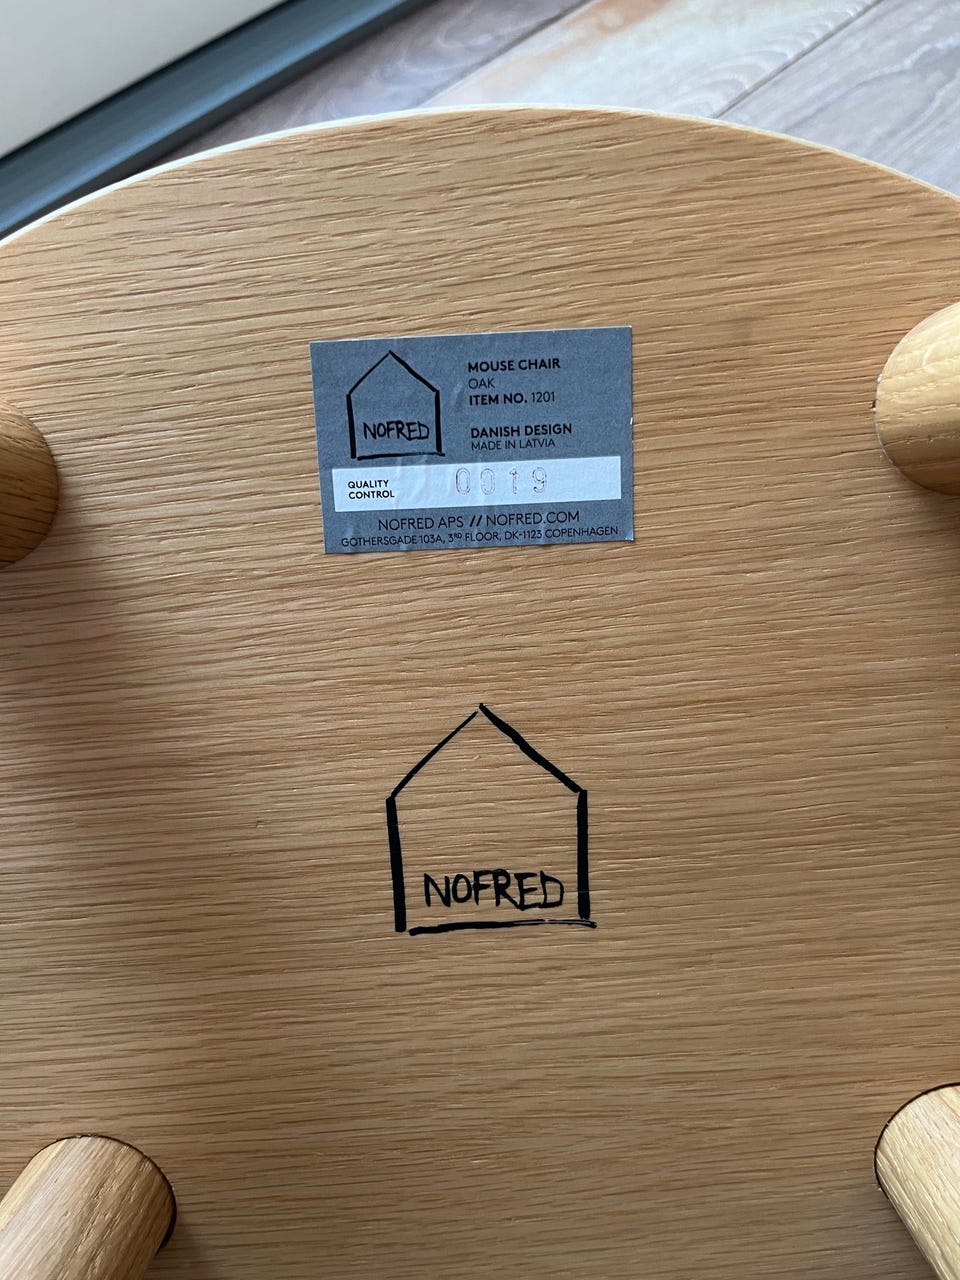 NOFRED
MOUSE CHAIR
OAK
ITEM NO. 1201
DANISH DESIGN
MADE IN LATVIA
QUALITY
CONTROL
0019
NOFRED APS // NOFRED.COM
GOTHERSGADE 103A, 3RD FLOOR, DK-1123 COPENHAGEN
NOFRED